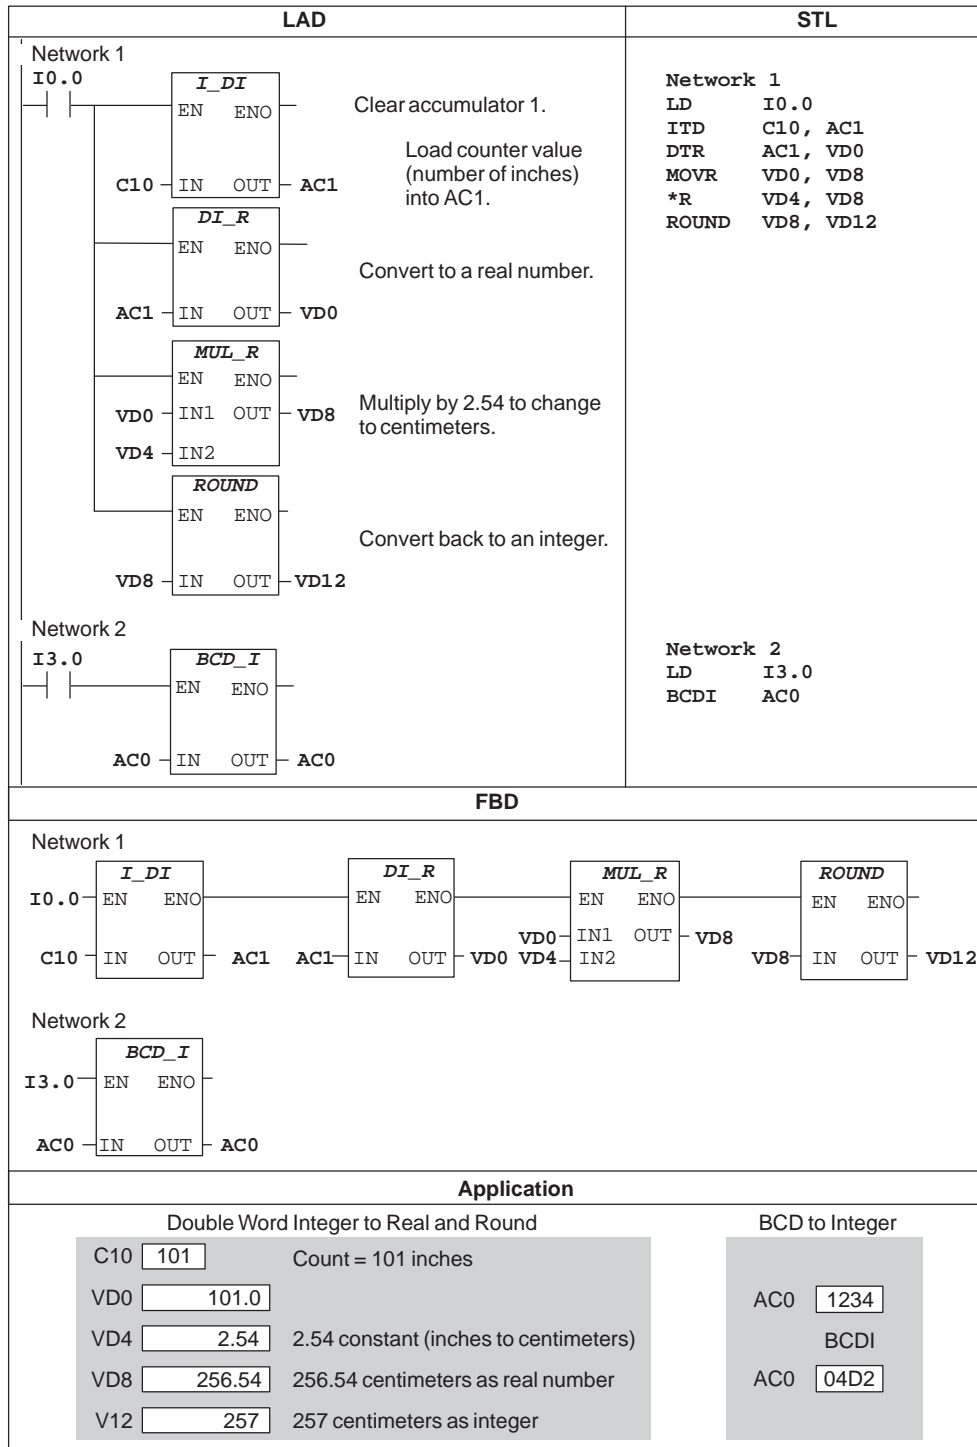 LAD
STL
Network 1
I0.0
I_DI
EN ENO
Clear accumulator 1.
Load counter value
(number of inches)
into AC1.
C10 IN OUT AC1
DI_R
EN ENO
Convert to a real number.
AC1 IN OUT VD0
MUL_R
EN ENO
VD0 IN1 OUT VD8
Multiply by 2.54 to change
to centimeters.
VD4 IN2
ROUND
EN ENO
Convert back to an integer.
VD8 IN OUT VD12
Network 1
LD I0.0
ITD C10, AC1
DTR AC1, VD0
MOVR VD0, VD8
*R VD4, VD8
ROUND VD8, VD12
Network 2
I3.0
BCD_I
EN ENO
AC0 IN OUT AC0
Network 2
LD I3.0
BCDI AC0
FBD
Network 1
I_DI
I0.0 EN ENO
C10 IN OUT AC1
DI_R
EN ENO
AC1 IN OUT VD0
MUL_R
EN ENO
VD0 IN1 OUT VD8
VD4 IN2
ROUND
EN ENO
VD8 IN OUT VD12
Network 2
BCD_I
I3.0 EN ENO
AC0 IN OUT AC0
Application
Double Word Integer to Real and Round
C10 101 Count = 101 inches
VD0 101.0
VD4 2.54 2.54 constant (inches to centimeters)
VD8 256.54 256.54 centimeters as real number
V12 257 257 centimeters as integer
BCD to Integer
AC0 1234
BCDI
AC0 04D2